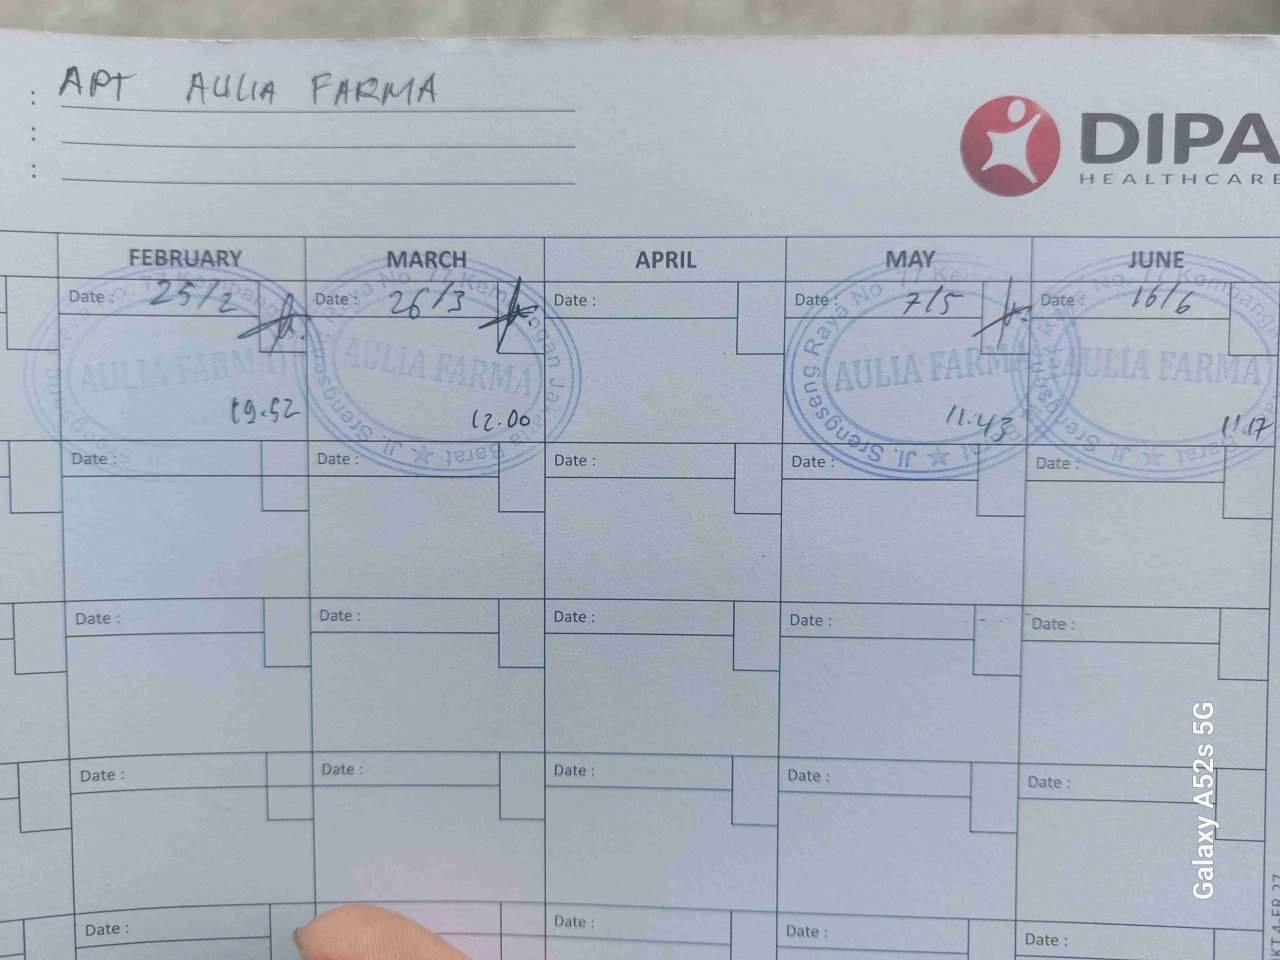 : APT AULIA FARMA
:
:
DIPA
HEALTHCARE
FEBRUARY MARCH APRIL MAY JUNE
Date : 25/2 Date : 26/3 Date : Date : 7/5 Date : 16/6
AULIA FARMA AULIA FARMA AULIA FARMA AULIA FARMA
Jl. Srengseng Raya No. 77 Kembangan Jakarta Barat
19.52 12.00 11.43 11.17
Date : Date : Date : Date : Date :
Date : Date : Date : Date : Date :
Date : Date : Date : Date : Date :
Date : Date : Date : Date :
Galaxy A52s 5G